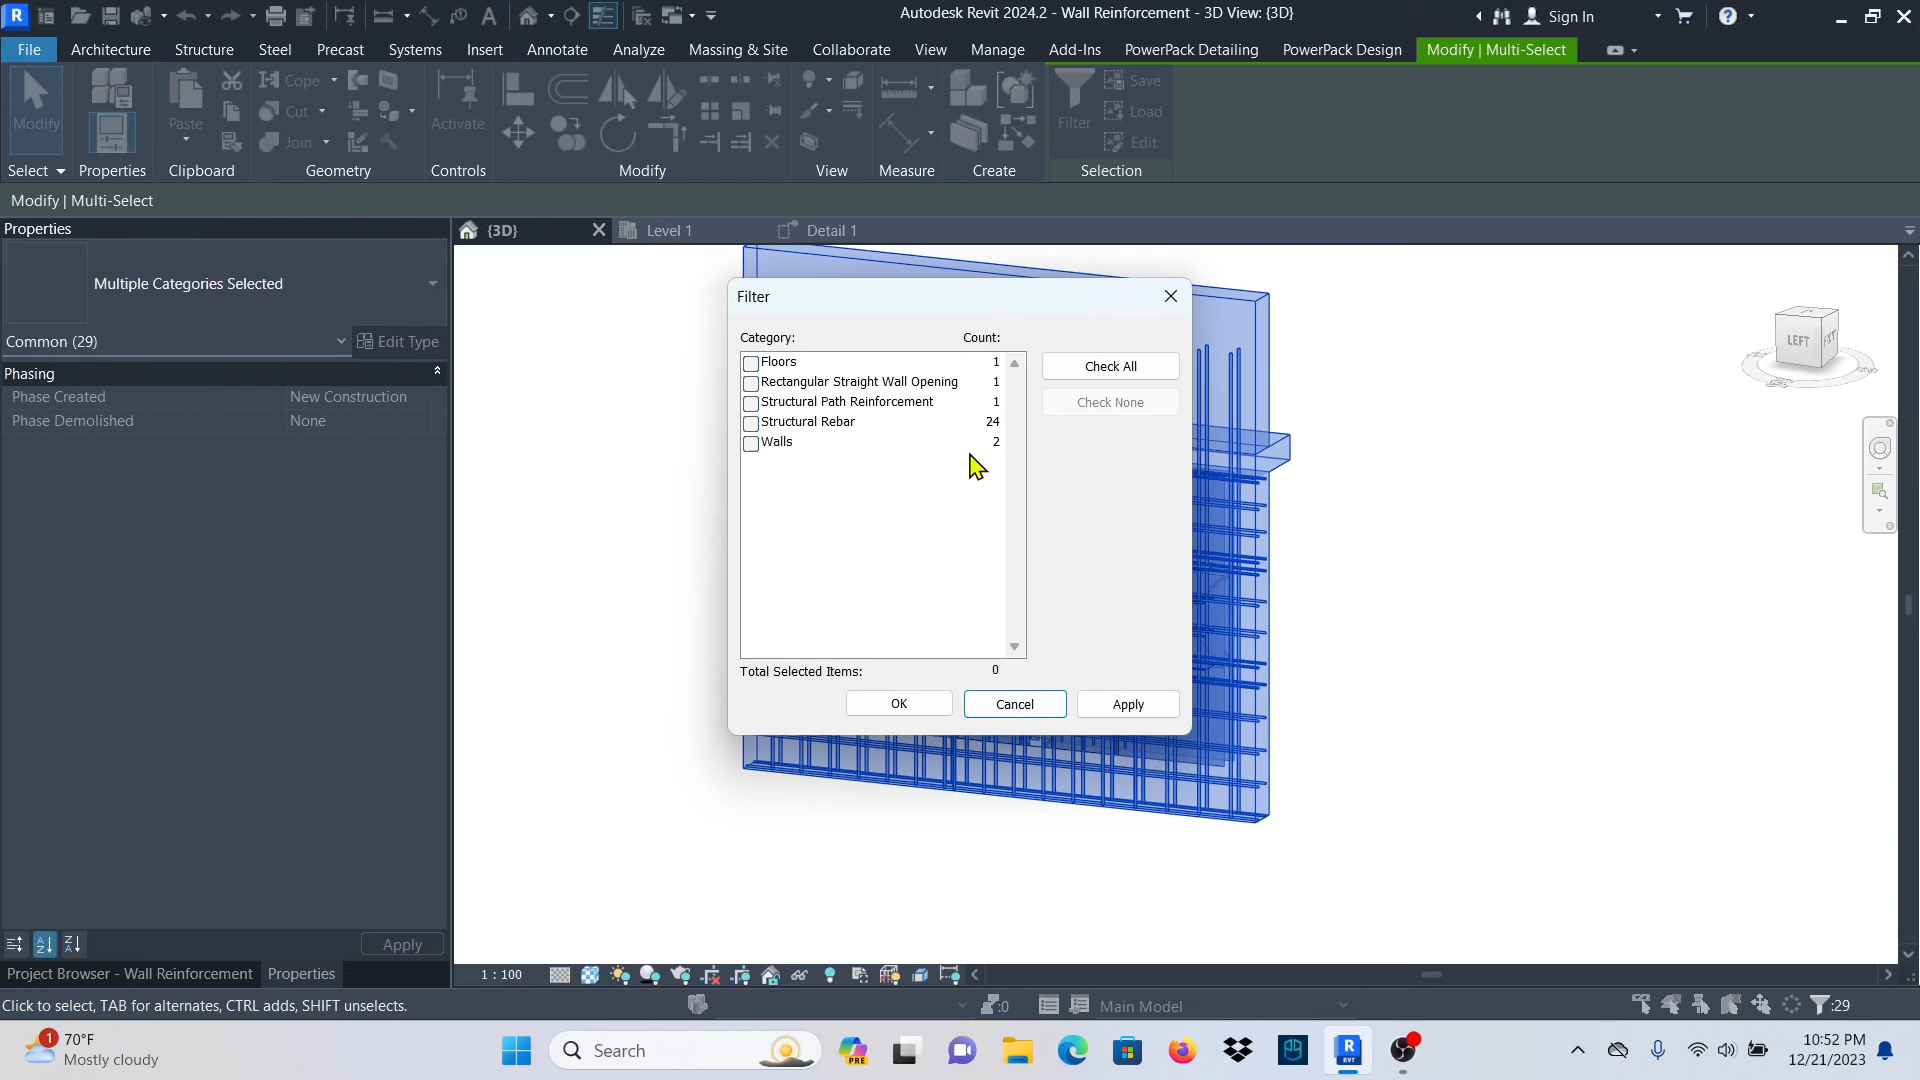 R
Autodesk Revit 2024.2 - Wall Reinforcement - 3D View: {3D}
Sign In
File
Architecture
Structure
Steel
Precast
Systems
Insert
Annotate
Analyze
Massing & Site
Collaborate
View
Manage
Add-Ins
PowerPack Detailing
PowerPack Design
Modify | Multi-Select
Modify
Paste
Cope
Cut
Join
Activate
Filter
Save
Load
Edit
Select
Properties
Clipboard
Geometry
Controls
Modify
View
Measure
Create
Selection
Modify | Multi-Select
Properties
{3D}
Level 1
Detail 1
Multiple Categories Selected
Common (29)
Edit Type
Phasing
Phase Created New Construction
Phase Demolished None
Filter
Category: Count:
Floors 1
Rectangular Straight Wall Opening 1
Structural Path Reinforcement 1
Structural Rebar 24
Walls 2
Check All
Check None
Total Selected Items: 0
OK
Cancel
Apply
LEFT
Apply
Project Browser - Wall Reinforcement
Properties
1 : 100
Click to select, TAB for alternates, CTRL adds, SHIFT unselects.
:0
Main Model
:29
1
70°F
Mostly cloudy
Search
PRE
R
RVT
10:52 PM
12/21/2023